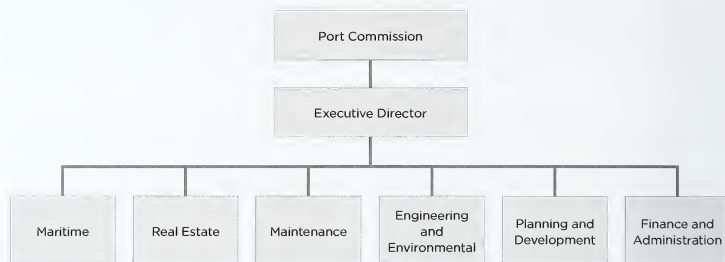 Port Commission
Executive Director
Maritime
Real Estate
Maintenance
Engineering
and
Environmental
Planning and
Development
Finance and
Administration